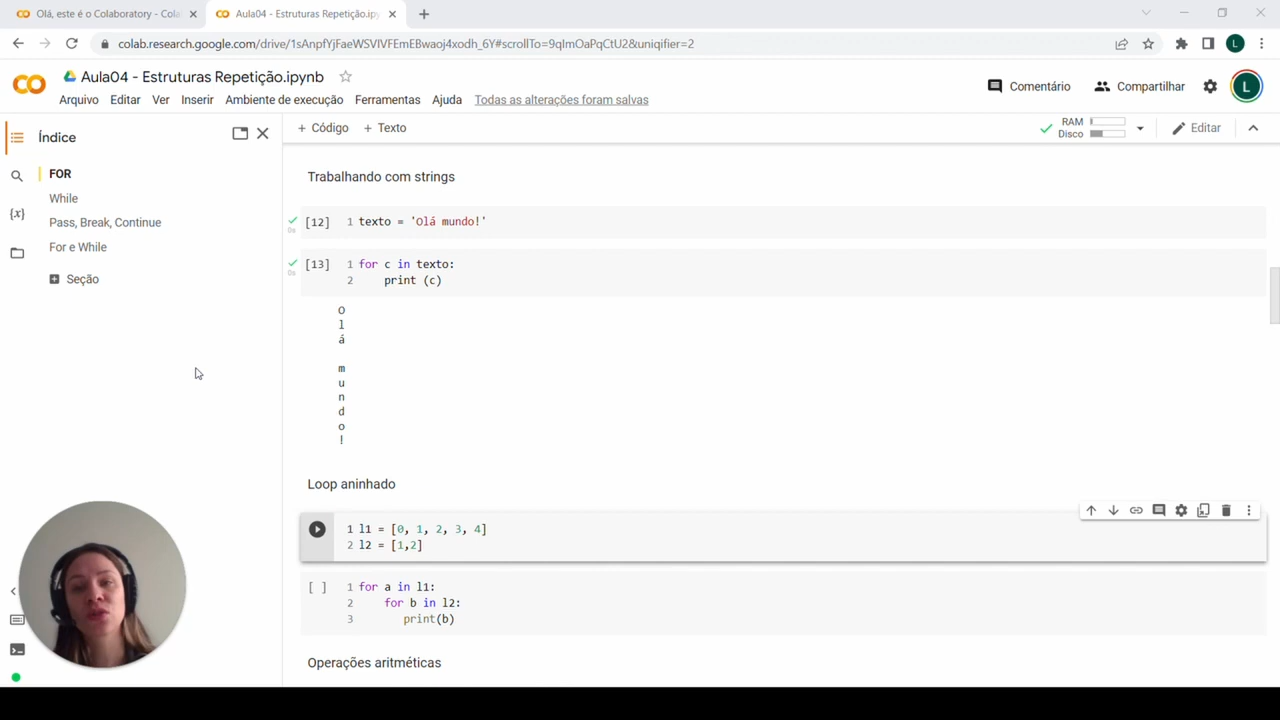 Olá, este é o Colaboratory - Cola
Aula04 - Estruturas Repetição.ipy
colab.research.google.com/drive/1sAnpfYjFaeWSVlVFEmEBwaoj4xodh_6Y#scrollTo=9qImOaPqCtU2&uniqifier=2
L
Aula04 - Estruturas Repetição.ipynb
Arquivo Editar Ver Inserir Ambiente de execução Ferramentas Ajuda Todas as alterações foram salvas
Comentário Compartilhar L
Índice
+ Código + Texto
RAM
Disco
Editar
FOR
While
Pass, Break, Continue
For e While
Seção
{x}
Trabalhando com strings
0s [12] 1 texto = 'Olá mundo!'
0s [13] 1 for c in texto:
2 print (c)
O
l
á
m
u
n
d
o
!
Loop aninhado
1 l1 = [0, 1, 2, 3, 4]
2 l2 = [1,2]
[ ] 1 for a in l1:
2 for b in l2:
3 print(b)
Operações aritméticas